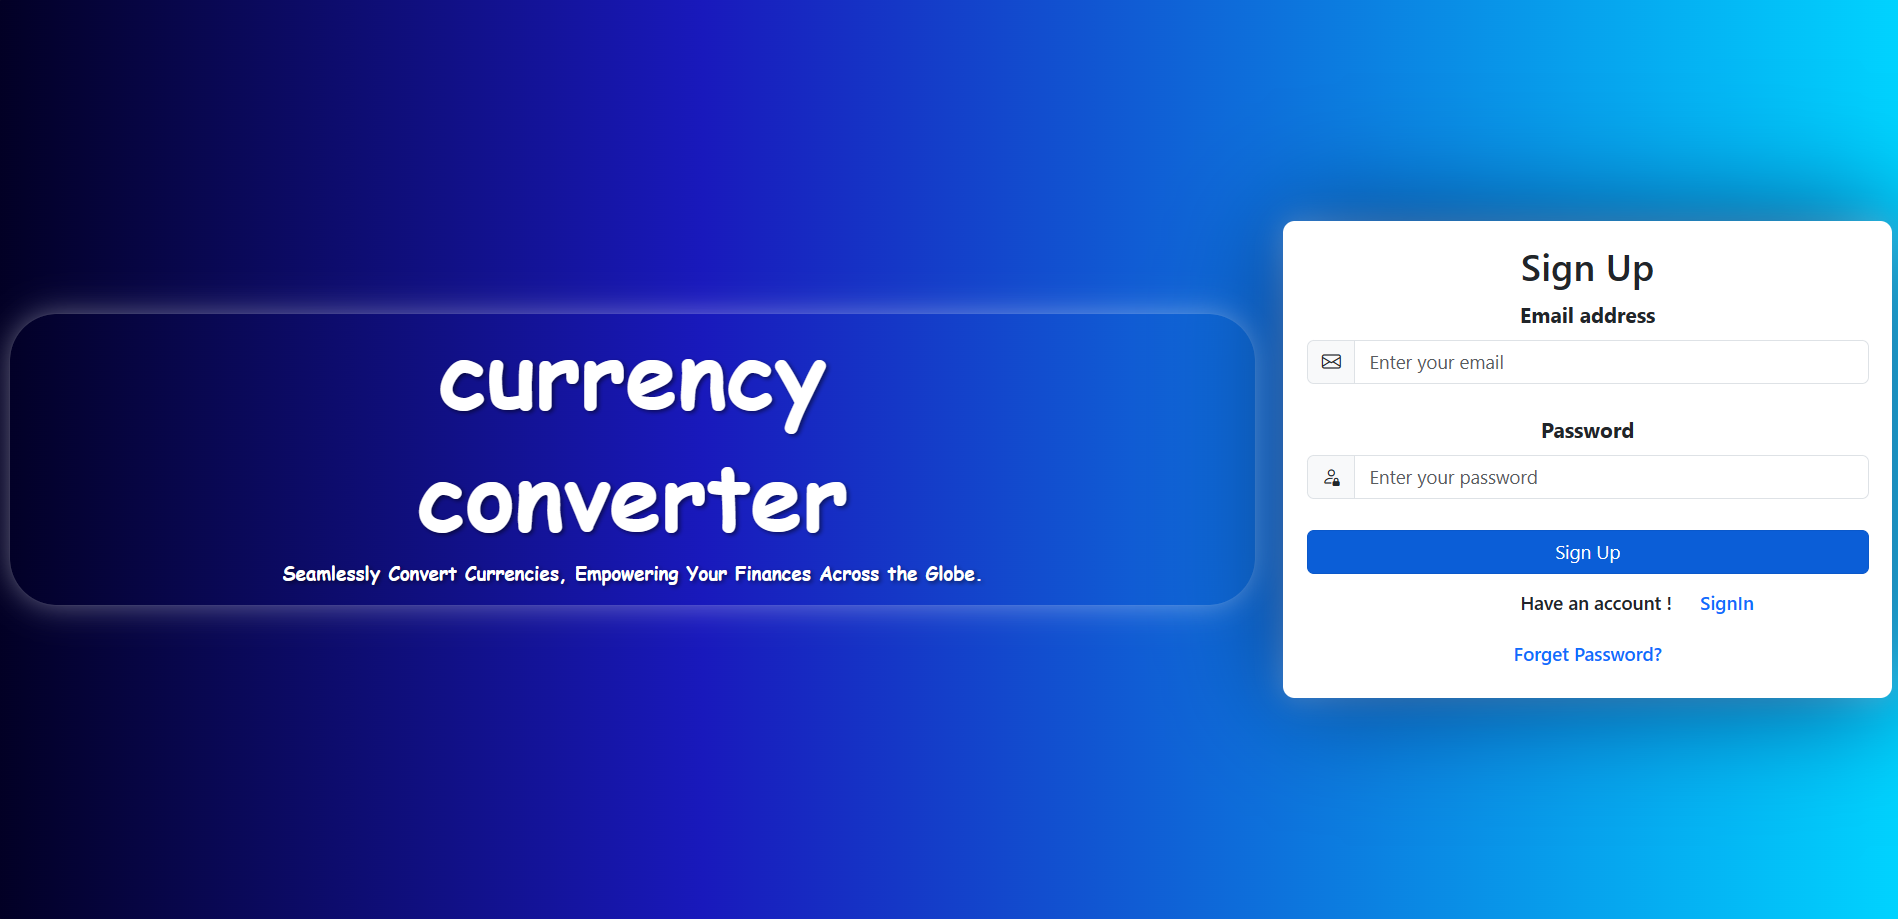 currency
converter
Seamlessly Convert Currencies, Empowering Your Finances Across the Globe.
Sign Up
Email address
Enter your email
Password
Enter your password
Sign Up
Have an account ! SignIn
Forget Password?